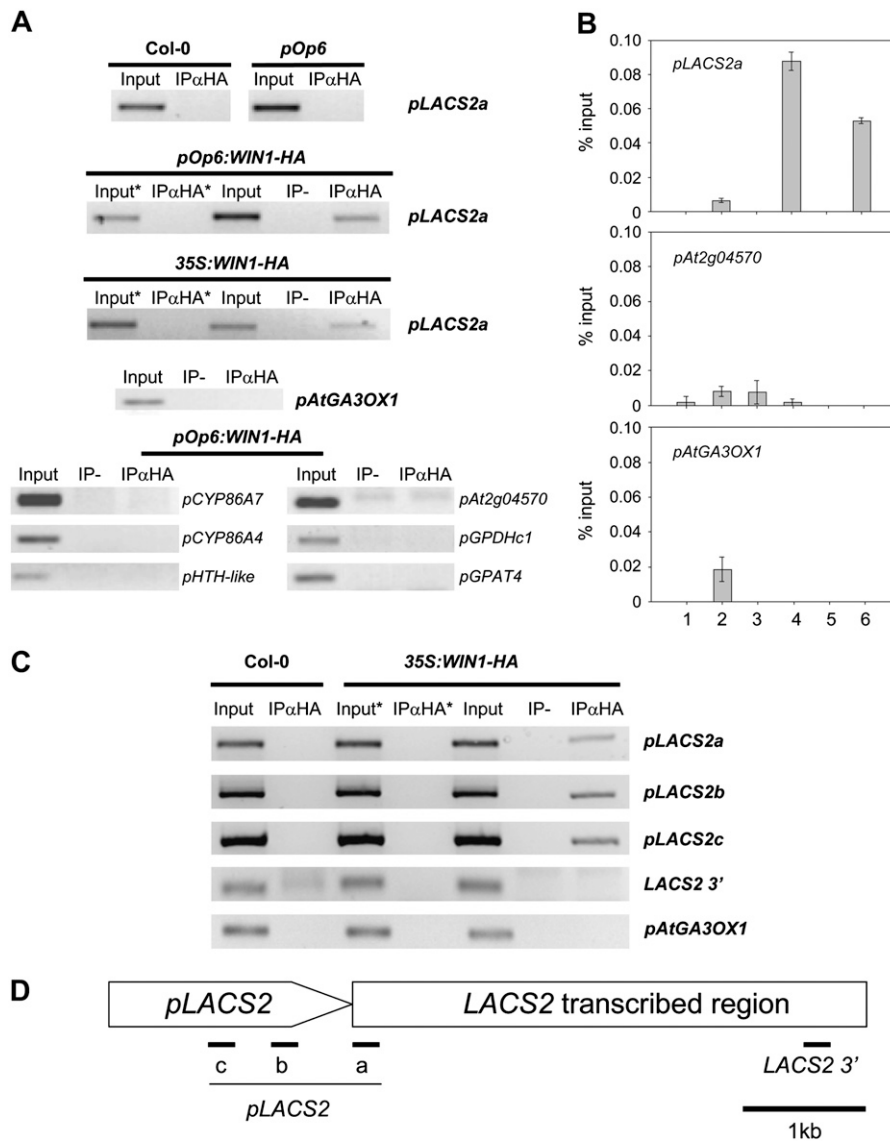 A
Col-0 pOp6
Input IPαHA Input IPαHA
pLACS2a
pOp6:WIN1-HA
Input* IPαHA* Input IP- IPαHA
pLACS2a
35S:WIN1-HA
Input* IPαHA* Input IP- IPαHA
pLACS2a
Input IP- IPαHA
pAtGA3OX1
pOp6:WIN1-HA
Input IP- IPαHA Input IP- IPαHA
pCYP86A7 pAt2g04570
pCYP86A4 pGPDHc1
pHTH-like pGPAT4
B
0.10
pLACS2a
0.08
0.06
% input
0.04
0.02
0
0.10
pAt2g04570
0.08
0.06
% input
0.04
0.02
0
0.10
pAtGA3OX1
0.08
0.06
% input
0.04
0.02
0
1 2 3 4 5 6
C
Col-0 35S:WIN1-HA
Input IPαHA Input* IPαHA* Input IP- IPαHA
pLACS2a
pLACS2b
pLACS2c
LACS2 3’
pAtGA3OX1
D
pLACS2 LACS2 transcribed region
c b a LACS2 3’
pLACS2
1kb